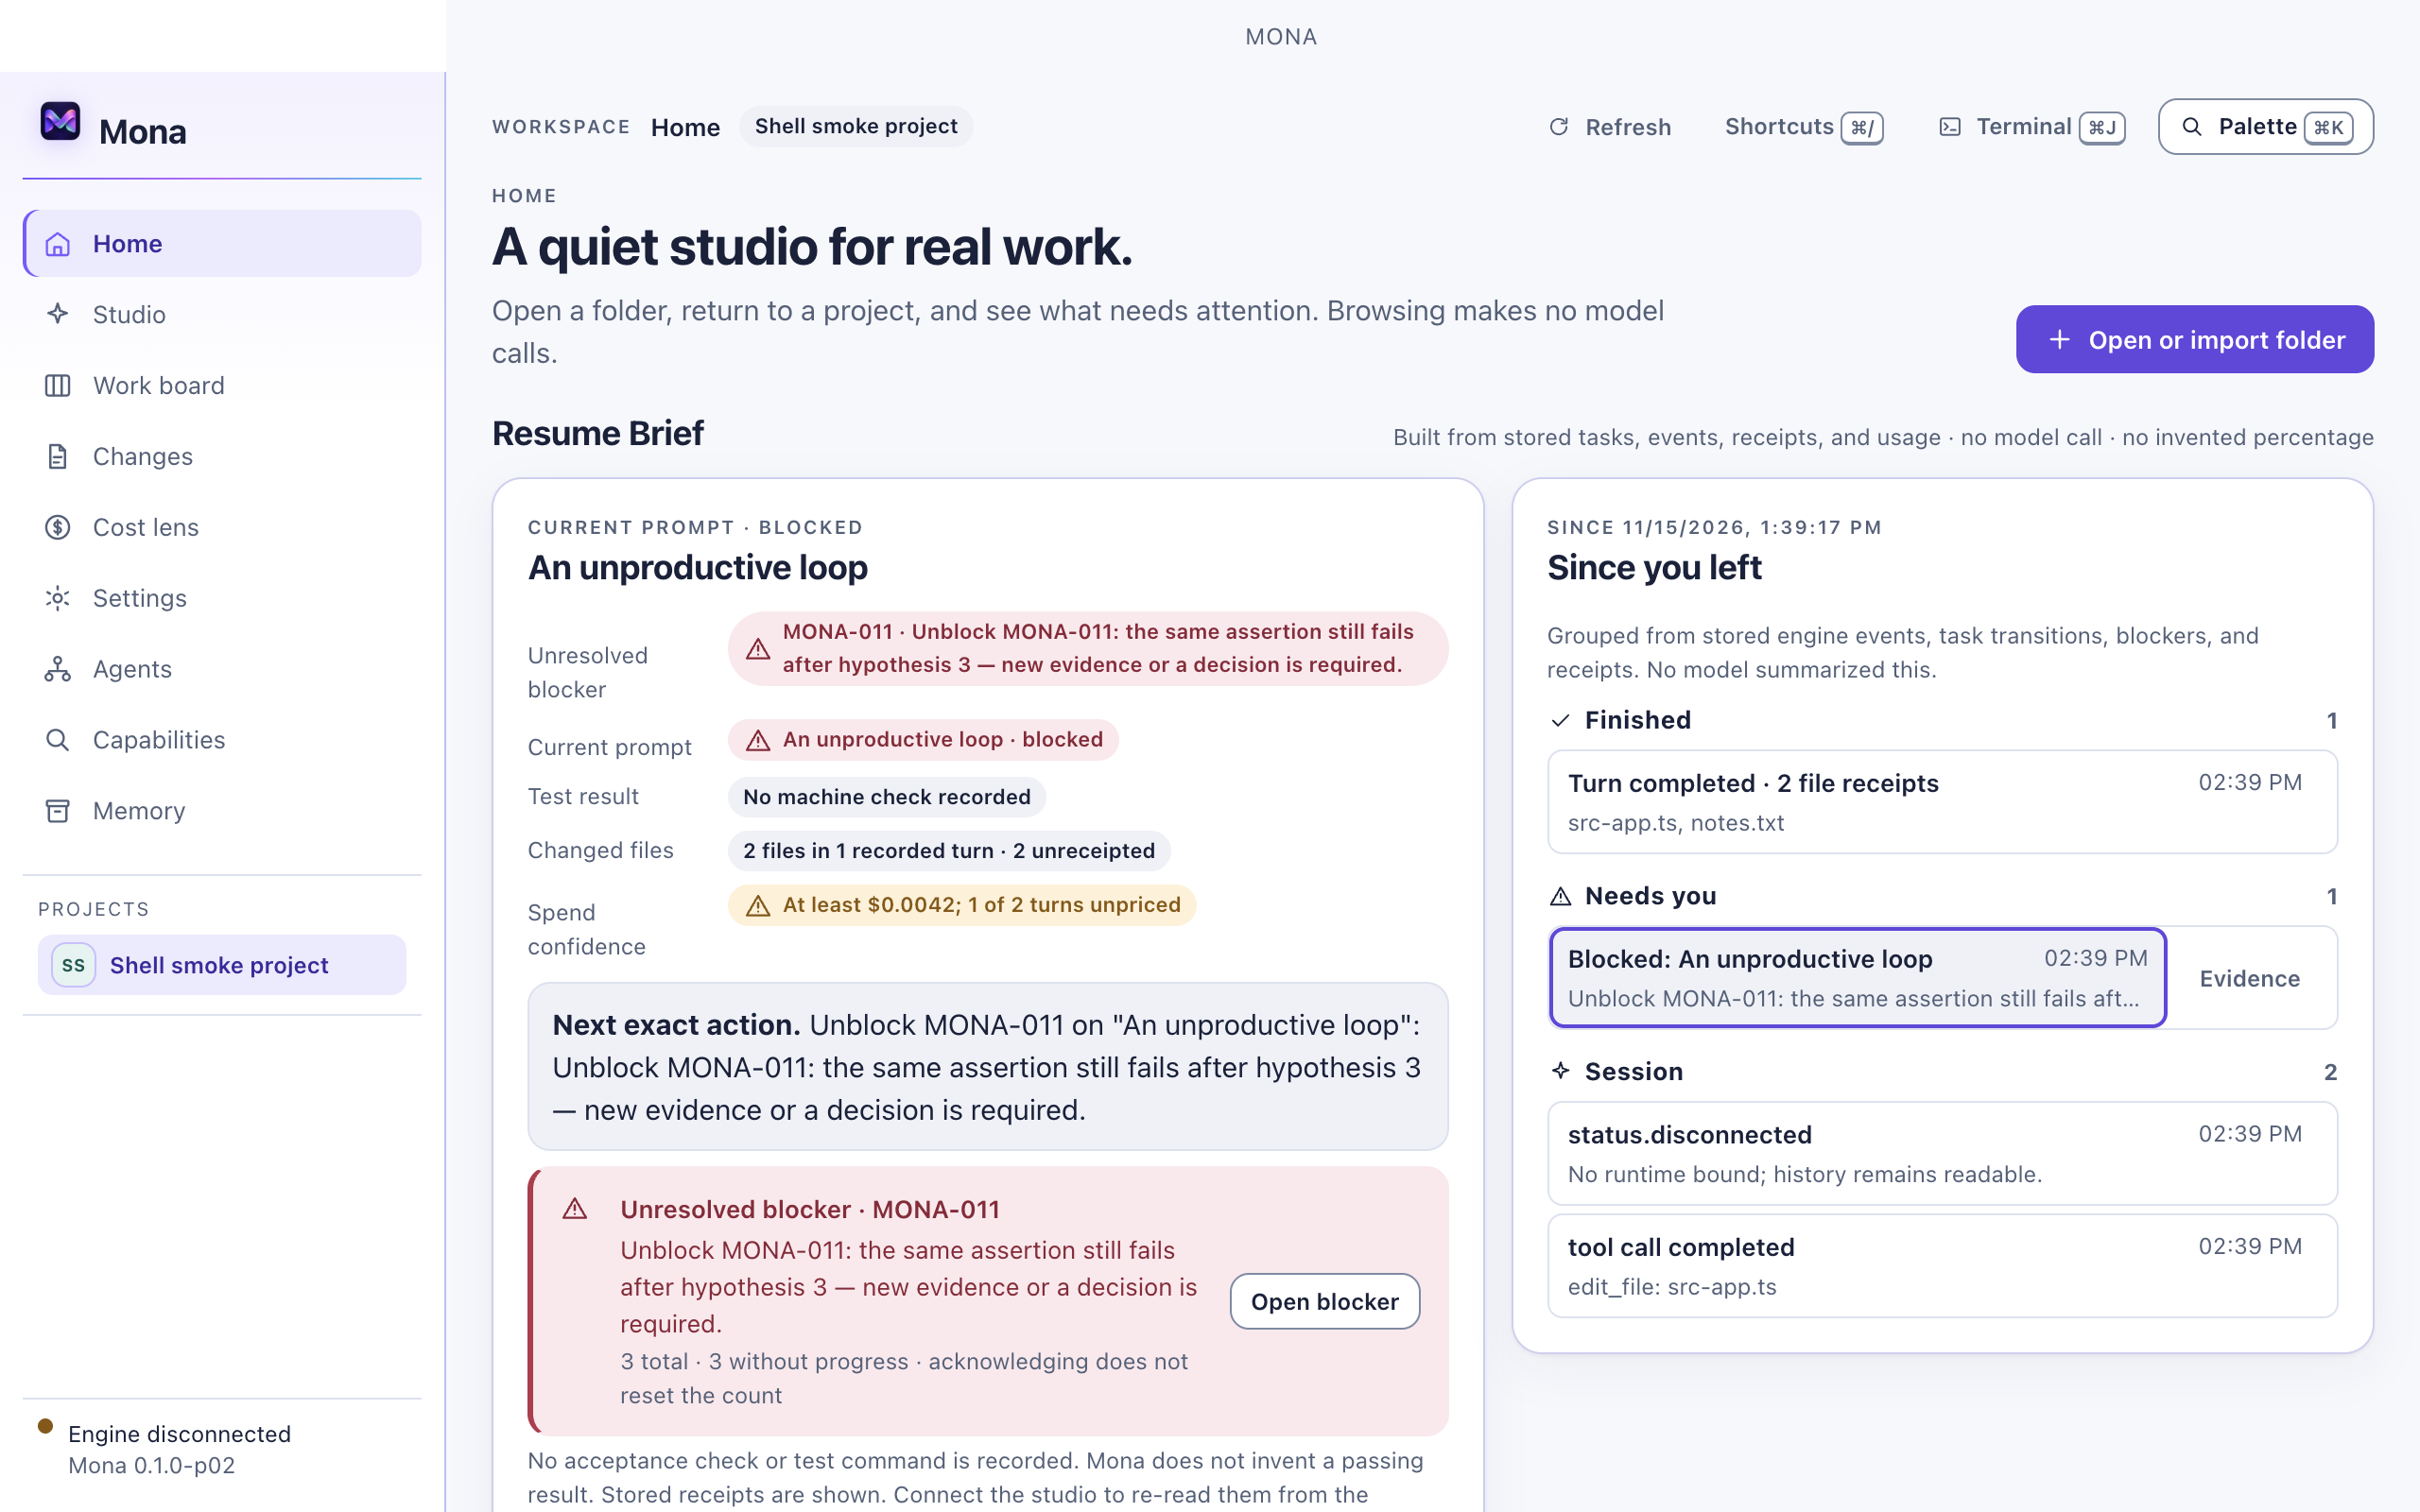 MONA
Mona
Home
Studio
Work board
Changes
Cost lens
Settings
Agents
Capabilities
Memory
PROJECTS
SS Shell smoke project
Engine disconnected
Mona 0.1.0-p02
WORKSPACE Home Shell smoke project
Refresh Shortcuts ⌘/ Terminal ⌘J Palette ⌘K
HOME
A quiet studio for real work.
Open a folder, return to a project, and see what needs attention. Browsing makes no model
calls.
+ Open or import folder
Resume Brief
Built from stored tasks, events, receipts, and usage · no model call · no invented percentage
CURRENT PROMPT · BLOCKED
An unproductive loop
Unresolved
blocker
MONA-011 · Unblock MONA-011: the same assertion still fails
after hypothesis 3 — new evidence or a decision is required.
Current prompt An unproductive loop · blocked
Test result No machine check recorded
Changed files 2 files in 1 recorded turn · 2 unreceipted
Spend
confidence
At least $0.0042; 1 of 2 turns unpriced
Next exact action. Unblock MONA-011 on "An unproductive loop":
Unblock MONA-011: the same assertion still fails after hypothesis 3
— new evidence or a decision is required.
Unresolved blocker · MONA-011
Unblock MONA-011: the same assertion still fails
after hypothesis 3 — new evidence or a decision is
required.
3 total · 3 without progress · acknowledging does not
reset the count
Open blocker
No acceptance check or test command is recorded. Mona does not invent a passing
result. Stored receipts are shown. Connect the studio to re-read them from the
SINCE 11/15/2026, 1:39:17 PM
Since you left
Grouped from stored engine events, task transitions, blockers, and
receipts. No model summarized this.
Finished 1
Turn completed · 2 file receipts 02:39 PM
src-app.ts, notes.txt
Needs you 1
Blocked: An unproductive loop 02:39 PM
Unblock MONA-011: the same assertion still fails aft...
Evidence
Session 2
status.disconnected 02:39 PM
No runtime bound; history remains readable.
tool call completed 02:39 PM
edit_file: src-app.ts